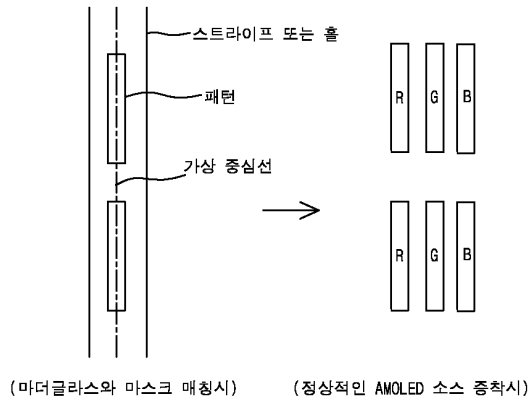 스트라이프 또는 홀
패턴
가상 중심선
R G B
R G B
(마더글라스와 마스크 매칭시)
(정상적인 AMOLED 소스 증착시)